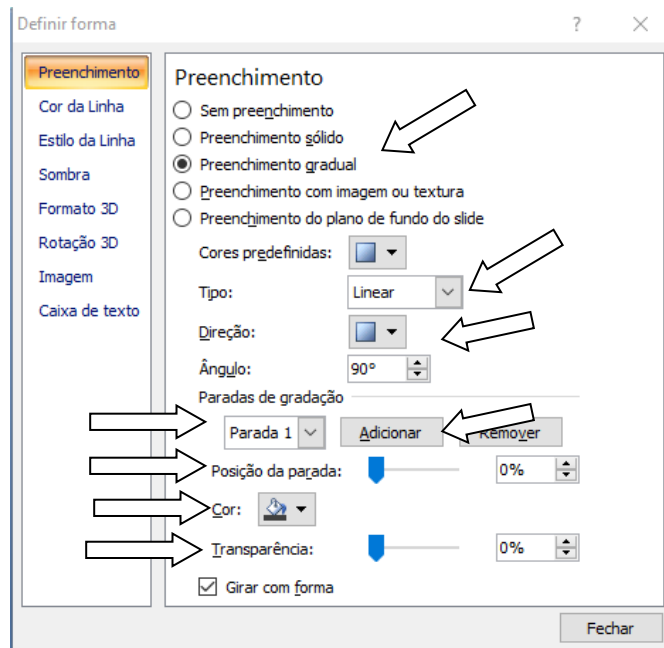 Definir forma ?
Preenchimento
Cor da Linha
Estilo da Linha
Sombra
Formato 3D
Rotação 3D
Imagem
Caixa de texto
Preenchimento
Sem preenchimento
Preenchimento sólido
Preenchimento gradual
Preenchimento com imagem ou textura
Preenchimento do plano de fundo do slide
Cores predefinidas:
Tipo: Linear
Direção:
Ângulo: 90°
Paradas de gradação
Parada 1 Adicionar Remover
Posição da parada: 0%
Cor:
Transparência: 0%
Girar com forma
Fechar